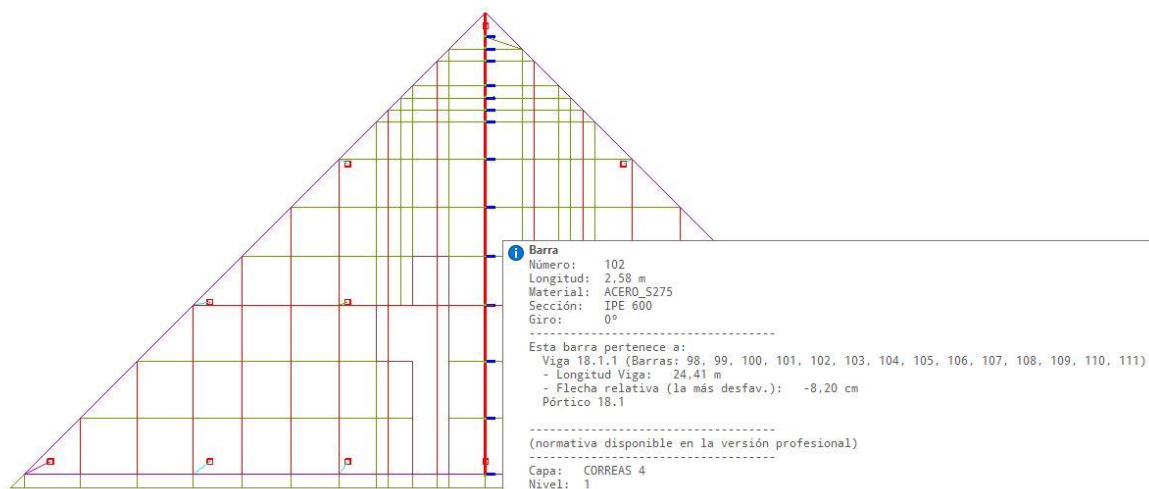 Barra
Número: 102
Longitud: 2,58 m
Material: ACERO_S275
Sección: IPE 600
Giro: 0º
-----------------------------------
Esta barra pertenece a:
Viga 18.1.1 (Barras: 98, 99, 100, 101, 102, 103, 104, 105, 106, 107, 108, 109, 110, 111)
- Longitud Viga: 24,41 m
- Flecha relativa (la más desfav.): -8,20 cm
Pórtico 18.1
-----------------------------------
(normativa disponible en la versión profesional)
-----------------------------------
Capa: CORREAS 4
Nivel: 1